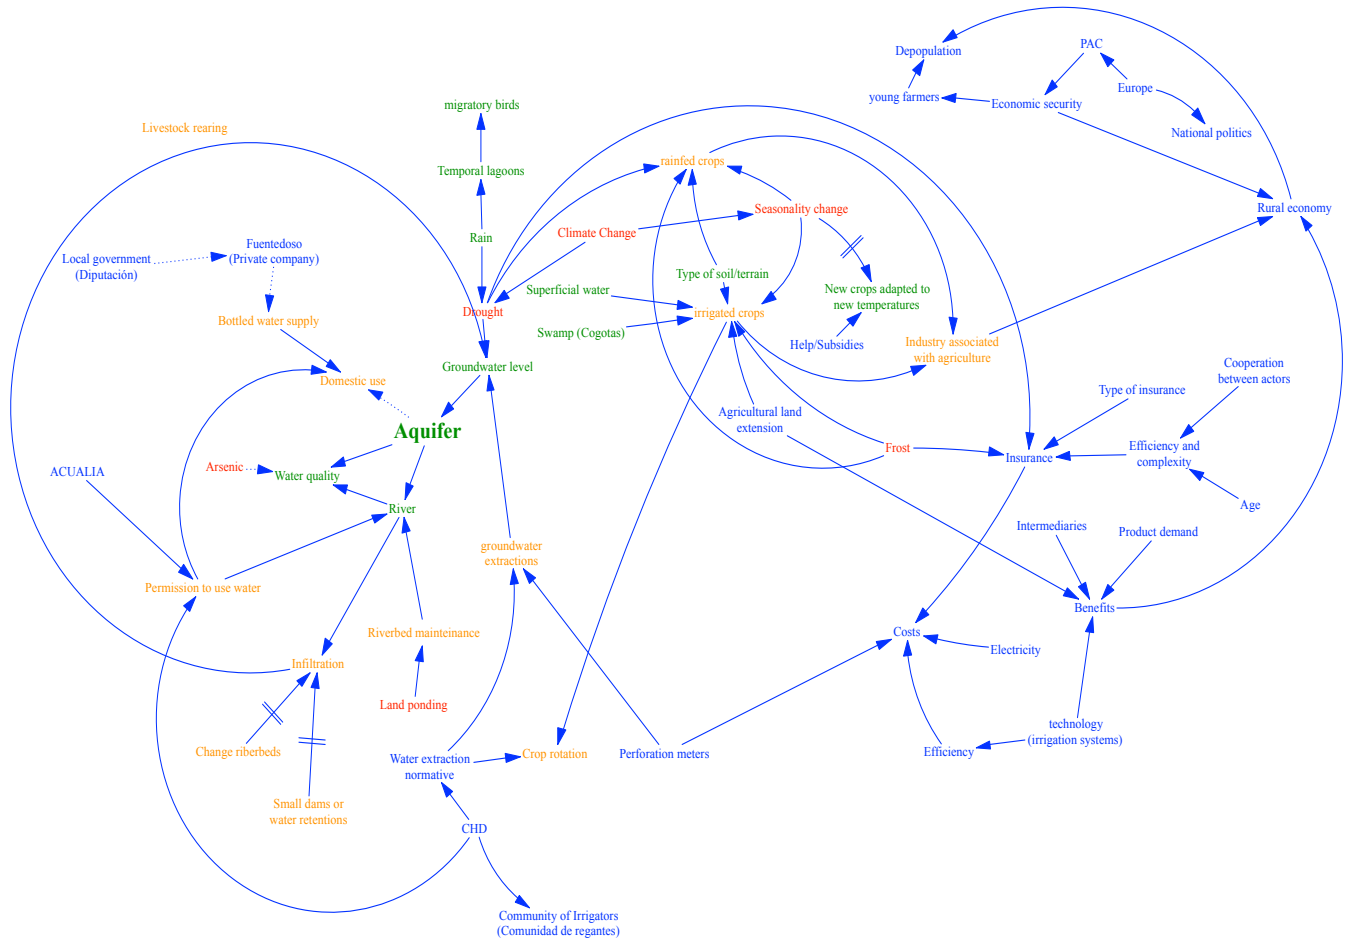 Depopulation
PAC
Europe
young farmers
Economic security
National politics
migratory birds
Livestock rearing
rainfed crops
Temporal lagoons
Seasonality change
Rural economy
Rain
Climate Change
Fuentedoso
(Private company)
Local government
(Diputación)
Type of soil/terrain
Superficial water
New crops adapted to
new temperatures
Drought
irrigated crops
Bottled water supply
Swamp (Cogotas)
Help/Subsidies
Industry associated
with agriculture
Groundwater level
Cooperation
between actors
Domestic use
Type of insurance
Agricultural land
extension
Aquifer
Frost
Efficiency and
complexity
Insurance
Arsenic
ACUALIA
Water quality
Age
River
Intermediaries
Product demand
groundwater
extractions
Permission to use water
Benefits
Riverbed mainteinance
Costs
Electricity
Infiltration
Land ponding
technology
(irrigation systems)
Change riberbeds
Water extraction
normative
Crop rotation
Perforation meters
Efficiency
Small dams or
water retentions
CHD
Community of Irrigators
(Comunidad de regantes)